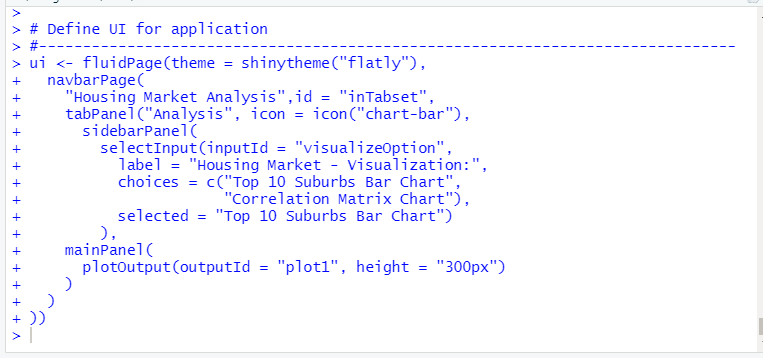 >
> # Define UI for application
> #-------------------------------------------------------------------------------
> ui <- fluidPage(theme = shinytheme("flatly"),
+   navbarPage(
+     "Housing Market Analysis",id = "inTabset",
+     tabPanel("Analysis", icon = icon("chart-bar"),
+       sidebarPanel(
+         selectInput(inputId = "visualizeOption",
+           label = "Housing Market - Visualization:",
+           choices = c("Top 10 Suburbs Bar Chart",
+                       "Correlation Matrix Chart"),
+           selected = "Top 10 Suburbs Bar Chart")
+         ),
+     mainPanel(
+       plotOutput(outputId = "plot1", height = "300px")
+     )
+   )
+ ))
>